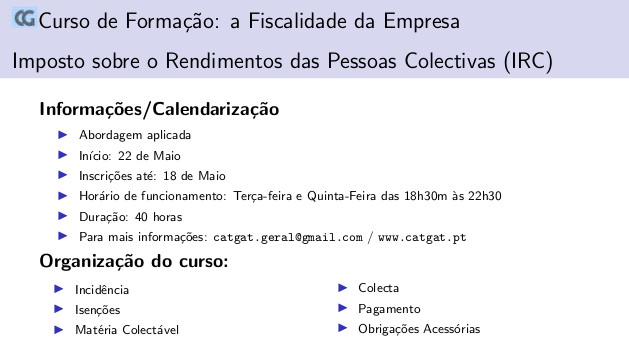 CG Curso de Formação: a Fiscalidade da Empresa
Imposto sobre o Rendimentos das Pessoas Colectivas (IRC)
Informações/Calendarização
Abordagem aplicada
Início: 22 de Maio
Inscrições até: 18 de Maio
Horário de funcionamento: Terça-feira e Quinta-Feira das 18h30m às 22h30
Duração: 40 horas
Para mais informações: catgat.geral@gmail.com / www.catgat.pt
Organização do curso:
Incidência
Isenções
Matéria Colectável
Colecta
Pagamento
Obrigações Acessórias